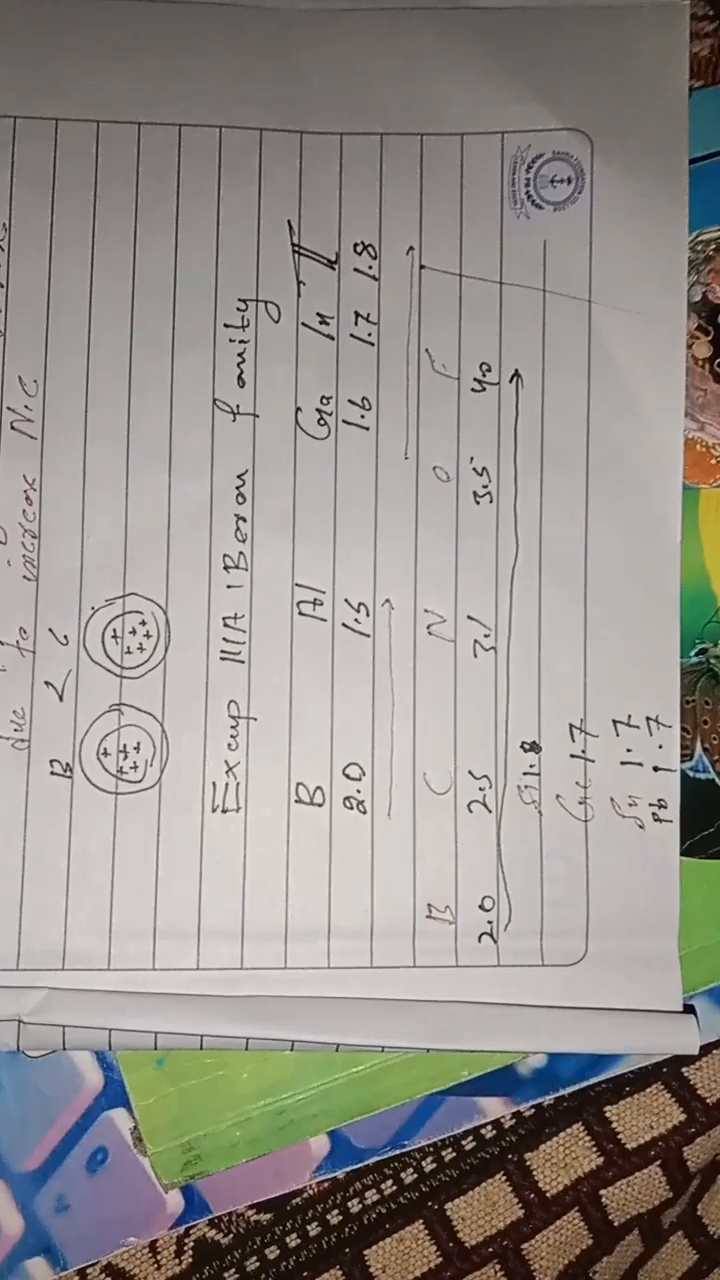 due to increase N.C
B < C
+ + + + + +
+ + + + + +
Excep IIIA (Boron family
B Al Ga In Tl
2.0 1.5 1.6 1.7 1.8
B C N O F
2.0 2.5 3.1 3.5 4.0
Si 1.8
Ge 1.7
Sn 1.7
Pb 1.7